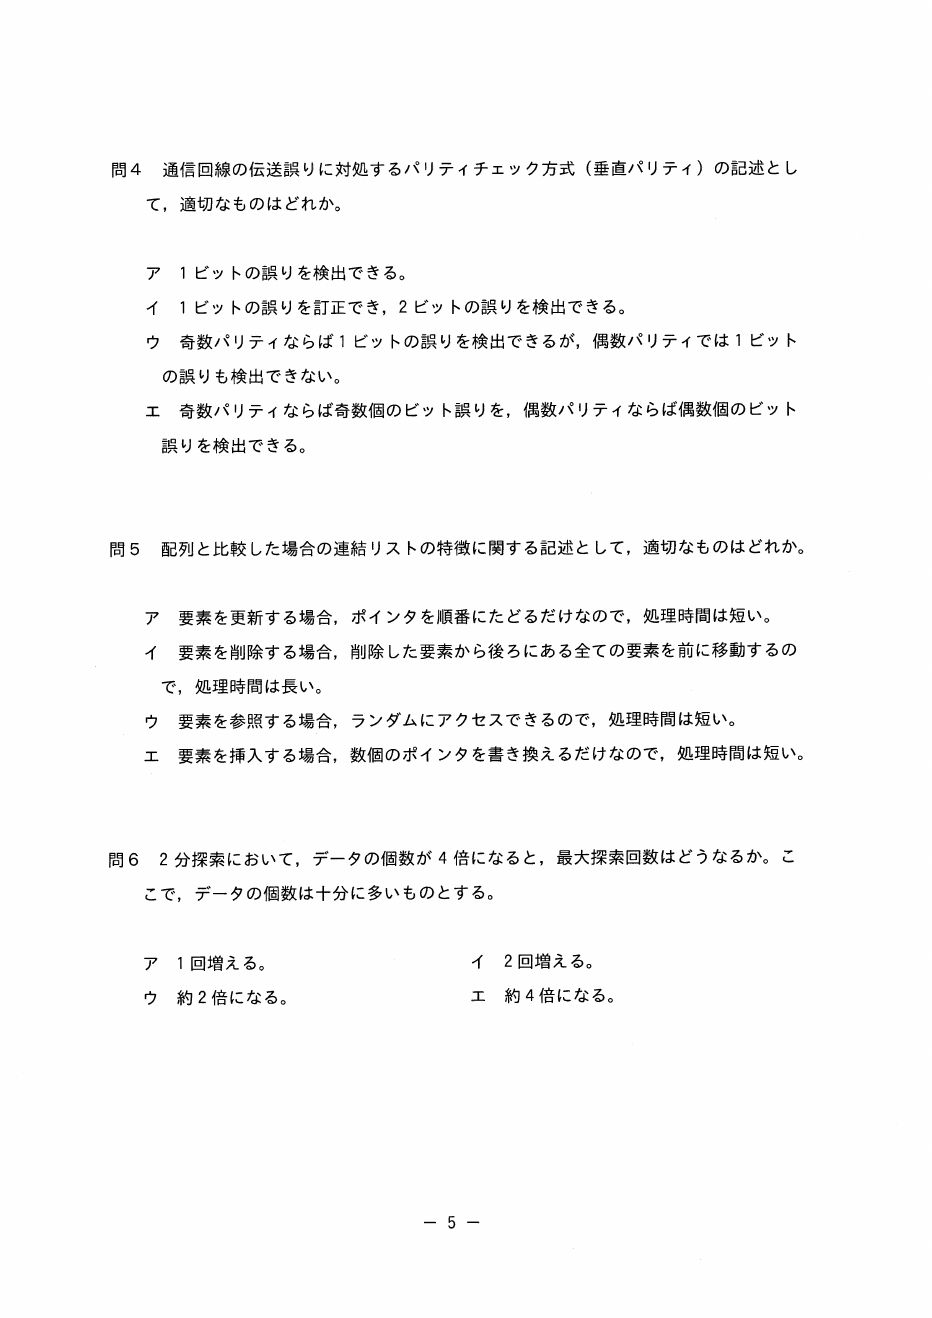 問4　通信回線の伝送誤りに対処するパリティチェック方式（垂直パリティ）の記述とし
て，適切なものはどれか。
ア　1ビットの誤りを検出できる。
イ　1ビットの誤りを訂正でき，2ビットの誤りを検出できる。
ウ　奇数パリティならば1ビットの誤りを検出できるが，偶数パリティでは1ビット
の誤りも検出できない。
エ　奇数パリティならば奇数個のビット誤りを，偶数パリティならば偶数個のビット
誤りを検出できる。
問5　配列と比較した場合の連結リストの特徴に関する記述として，適切なものはどれか。
ア　要素を更新する場合，ポインタを順番にたどるだけなので，処理時間は短い。
イ　要素を削除する場合，削除した要素から後ろにある全ての要素を前に移動するの
で，処理時間は長い。
ウ　要素を参照する場合，ランダムにアクセスできるので，処理時間は短い。
エ　要素を挿入する場合，数個のポインタを書き換えるだけなので，処理時間は短い。
問6　2分探索において，データの個数が4倍になると，最大探索回数はどうなるか。こ
こで，データの個数は十分に多いものとする。
ア　1回増える。　イ　2回増える。
ウ　約2倍になる。　エ　約4倍になる。
－ 5 －